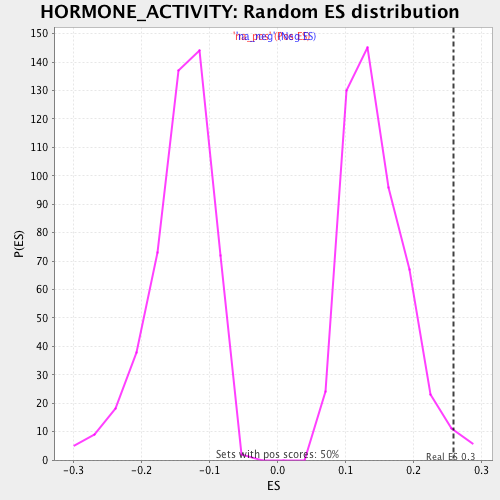 HORMONE_ACTIVITY: Random ES distribution
150
140
130
120
110
100
90
80
70
60
50
40
30
20
10
0
P(ES)
Sets with pos scores: 50%
Real ES 0.3
-0.3 -0.2 -0.1 0.0 0.1 0.2 0.3
ES